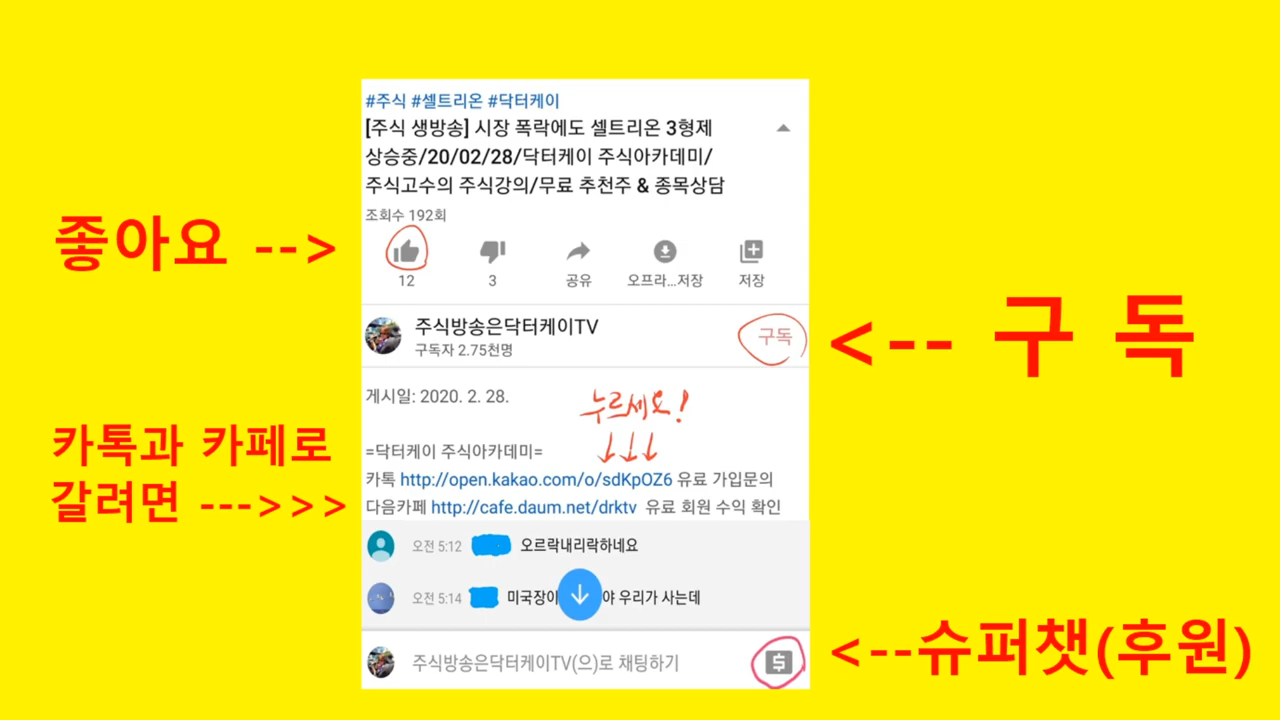 #주식 #셀트리온 #닥터케이
[주식 생방송] 시장 폭락에도 셀트리온 3형제
상승중/20/02/28/닥터케이 주식아카데미/
주식고수의 주식강의/무료 추천주 & 종목상담
조회수 192회
좋아요 -->
12
3
공유
오프라...저장
저장
주식방송은닥터케이TV
구독자 2.75천명
구독
<-- 구 독
게시일: 2020. 2. 28.
누르세요!
카톡과 카페로
갈려면 --->>>
=닥터케이 주식아카데미=
카톡 http://open.kakao.com/o/sdKpOZ6 유료 가입문의
다음카페 http://cafe.daum.net/drktv 유료 회원 수익 확인
오전 5:12 오르락내리락하네요
오전 5:14 미국장이 야 우리가 사는데
주식방송은닥터케이TV(으)로 채팅하기
<--슈퍼챗(후원)